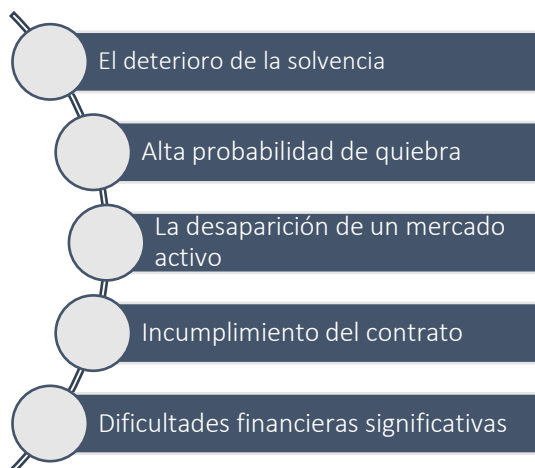 El deterioro de la solvencia
Alta probabilidad de quiebra
La desaparición de un mercado
activo
Incumplimiento del contrato
Dificultades financieras significativas